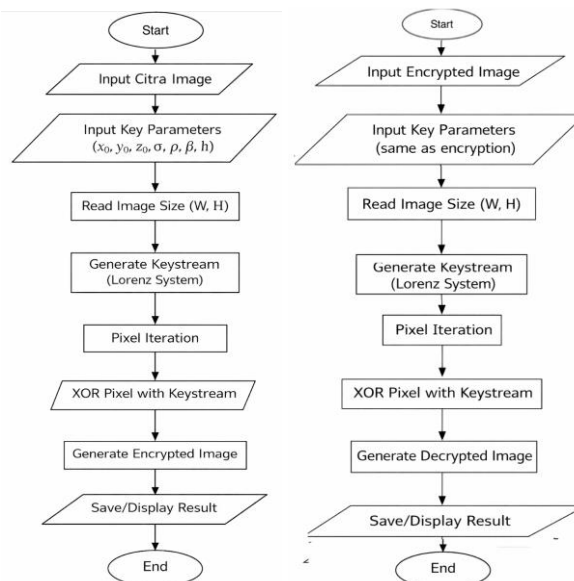 Start
Input Citra Image
Input Key Parameters
(x₀, y₀, z₀, σ, ρ, β, h)
Read Image Size (W, H)
Generate Keystream
(Lorenz System)
Pixel Iteration
XOR Pixel with Keystream
Generate Encrypted Image
Save/Display Result
End
Start
Input Encrypted Image
Input Key Parameters
(same as encryption)
Read Image Size (W, H)
Generate Keystream
(Lorenz System)
Pixel Iteration
XOR Pixel with Keystream
Generate Decrypted Image
Save/Display Result
End